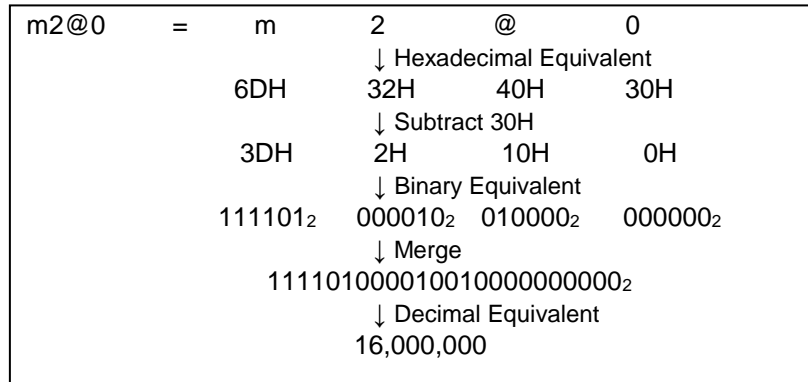 m2@0 = m 2 @ 0
↓ Hexadecimal Equivalent
6DH 32H 40H 30H
↓ Subtract 30H
3DH 2H 10H 0H
↓ Binary Equivalent
111101₂ 000010₂ 010000₂ 000000₂
↓ Merge
111101000010010000000000₂
↓ Decimal Equivalent
16,000,000